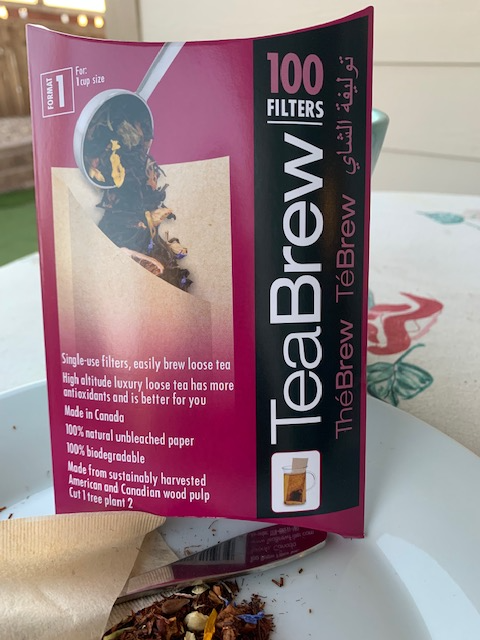 FORMAT 1
For:
1 cup size
100
FILTERS
TeaBrew
ThéBrew TéBrew توليفة الشاي
Single-use filters, easily brew loose tea
High altitude luxury loose tea has more
antioxidants and is better for you
Made in Canada
100% natural unbleached paper
100% biodegradable
Made from sustainably harvested
American and Canadian wood pulp
Cut 1 tree plant 2